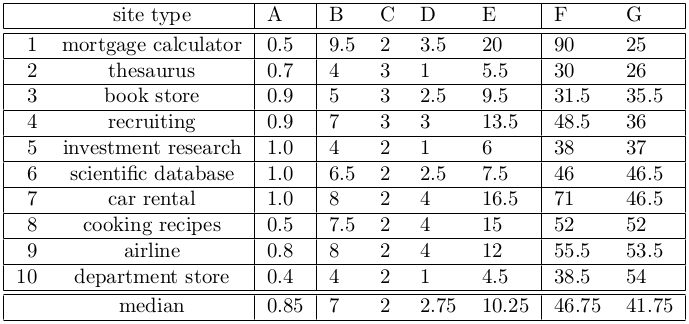 site type A B C D E F G
1 mortgage calculator 0.5 9.5 2 3.5 20 90 25
2 thesaurus 0.7 4 3 1 5.5 30 26
3 book store 0.9 5 3 2.5 9.5 31.5 35.5
4 recruiting 0.9 7 3 3 13.5 48.5 36
5 investment research 1.0 4 2 1 6 38 37
6 scientific database 1.0 6.5 2 2.5 7.5 46 46.5
7 car rental 1.0 8 2 4 16.5 71 46.5
8 cooking recipes 0.5 7.5 2 4 15 52 52
9 airline 0.8 8 2 4 12 55.5 53.5
10 department store 0.4 4 2 1 4.5 38.5 54
median 0.85 7 2 2.75 10.25 46.75 41.75